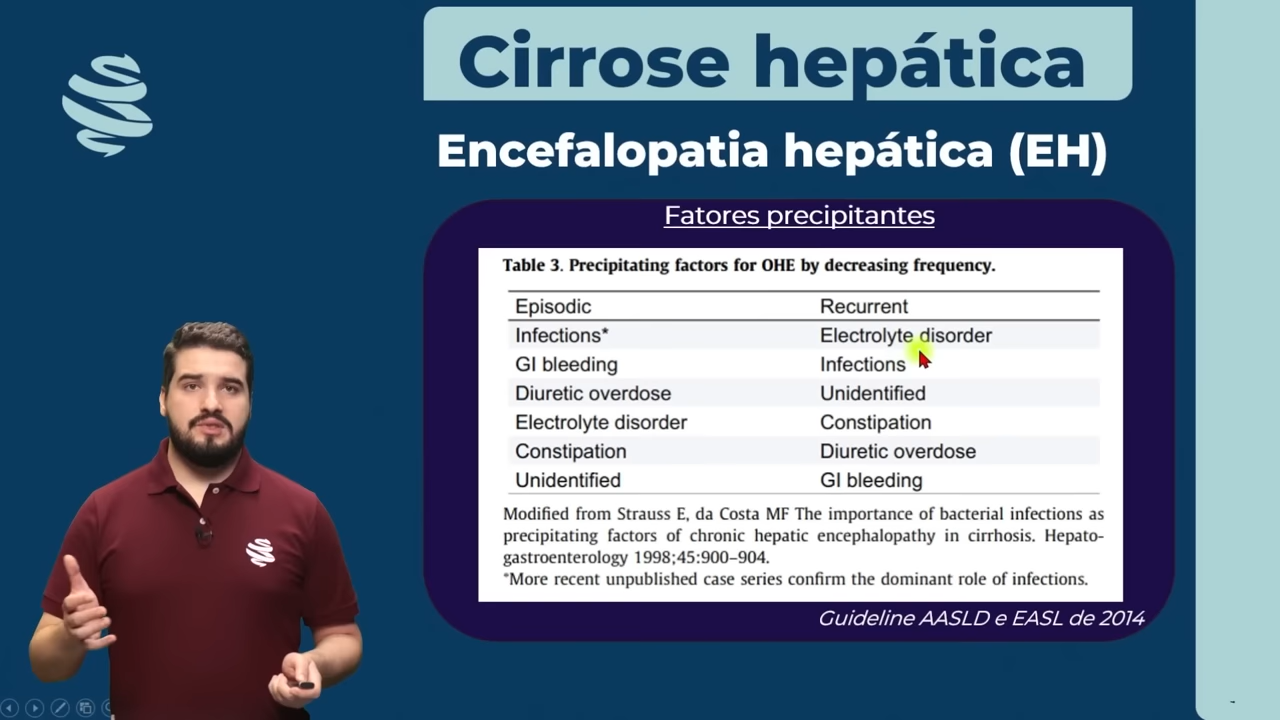 Cirrose hepática
Encefalopatia hepática (EH)
Fatores precipitantes
Table 3. Precipitating factors for OHE by decreasing frequency.
Episodic Recurrent
Infections* Electrolyte disorder
GI bleeding Infections
Diuretic overdose Unidentified
Electrolyte disorder Constipation
Constipation Diuretic overdose
Unidentified GI bleeding
Modified from Strauss E, da Costa MF The importance of bacterial infections as
precipitating factors of chronic hepatic encephalopathy in cirrhosis. Hepato-
gastroenterology 1998;45:900–904.
*More recent unpublished case series confirm the dominant role of infections.
Guideline AASLD e EASL de 2014